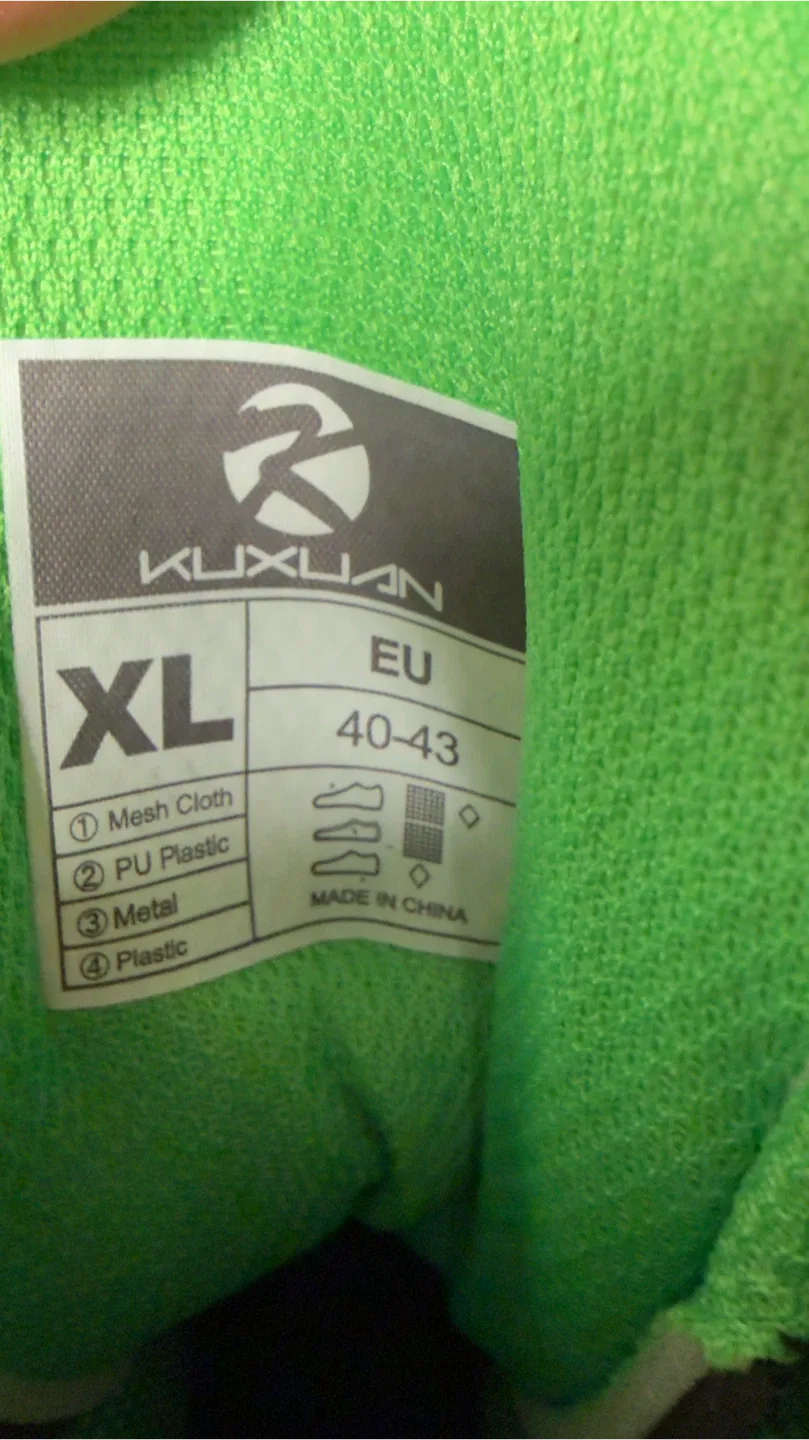 KUXUAN
XL
EU
40-43
① Mesh Cloth
② PU Plastic
③ Metal
④ Plastic
MADE IN CHINA